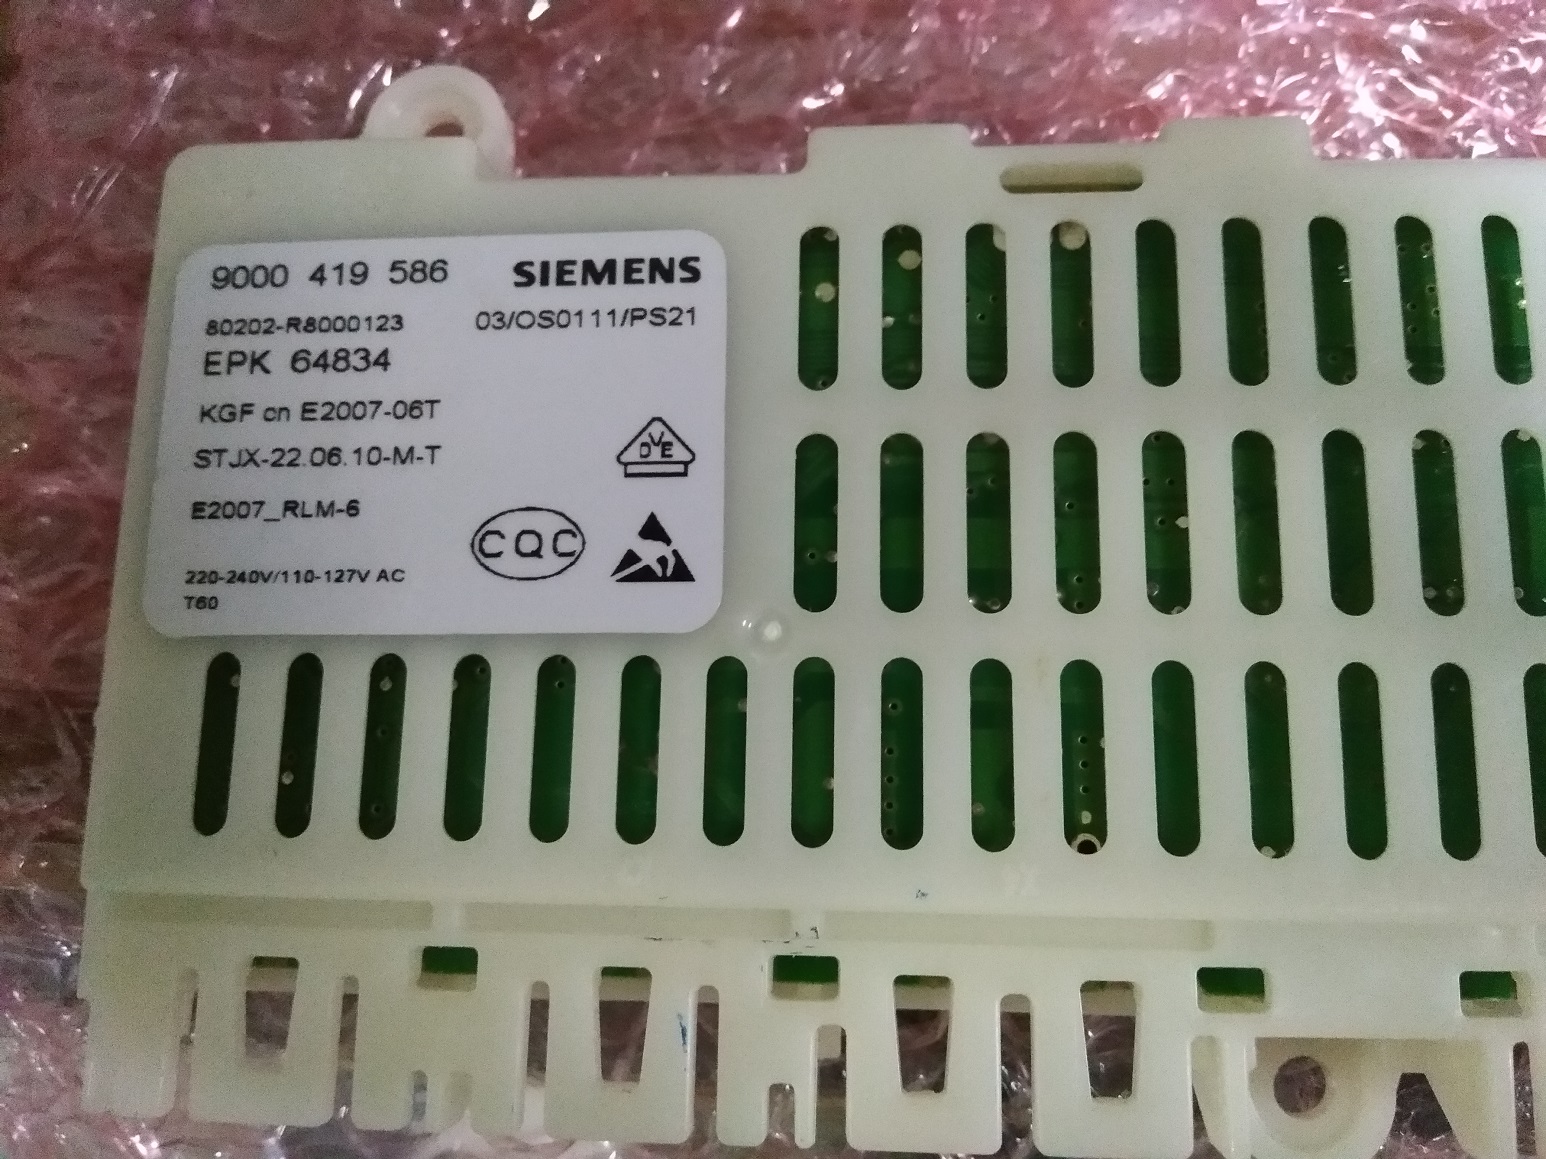 9000 419 586 SIEMENS
80202-R8000123 03/OS0111/PS21
EPK 64834
KGF cn E2007-06T
STJX-22.06.10-M-T
DVE
E2007_RLM-6
CQC
220-240V/110-127V AC
T60